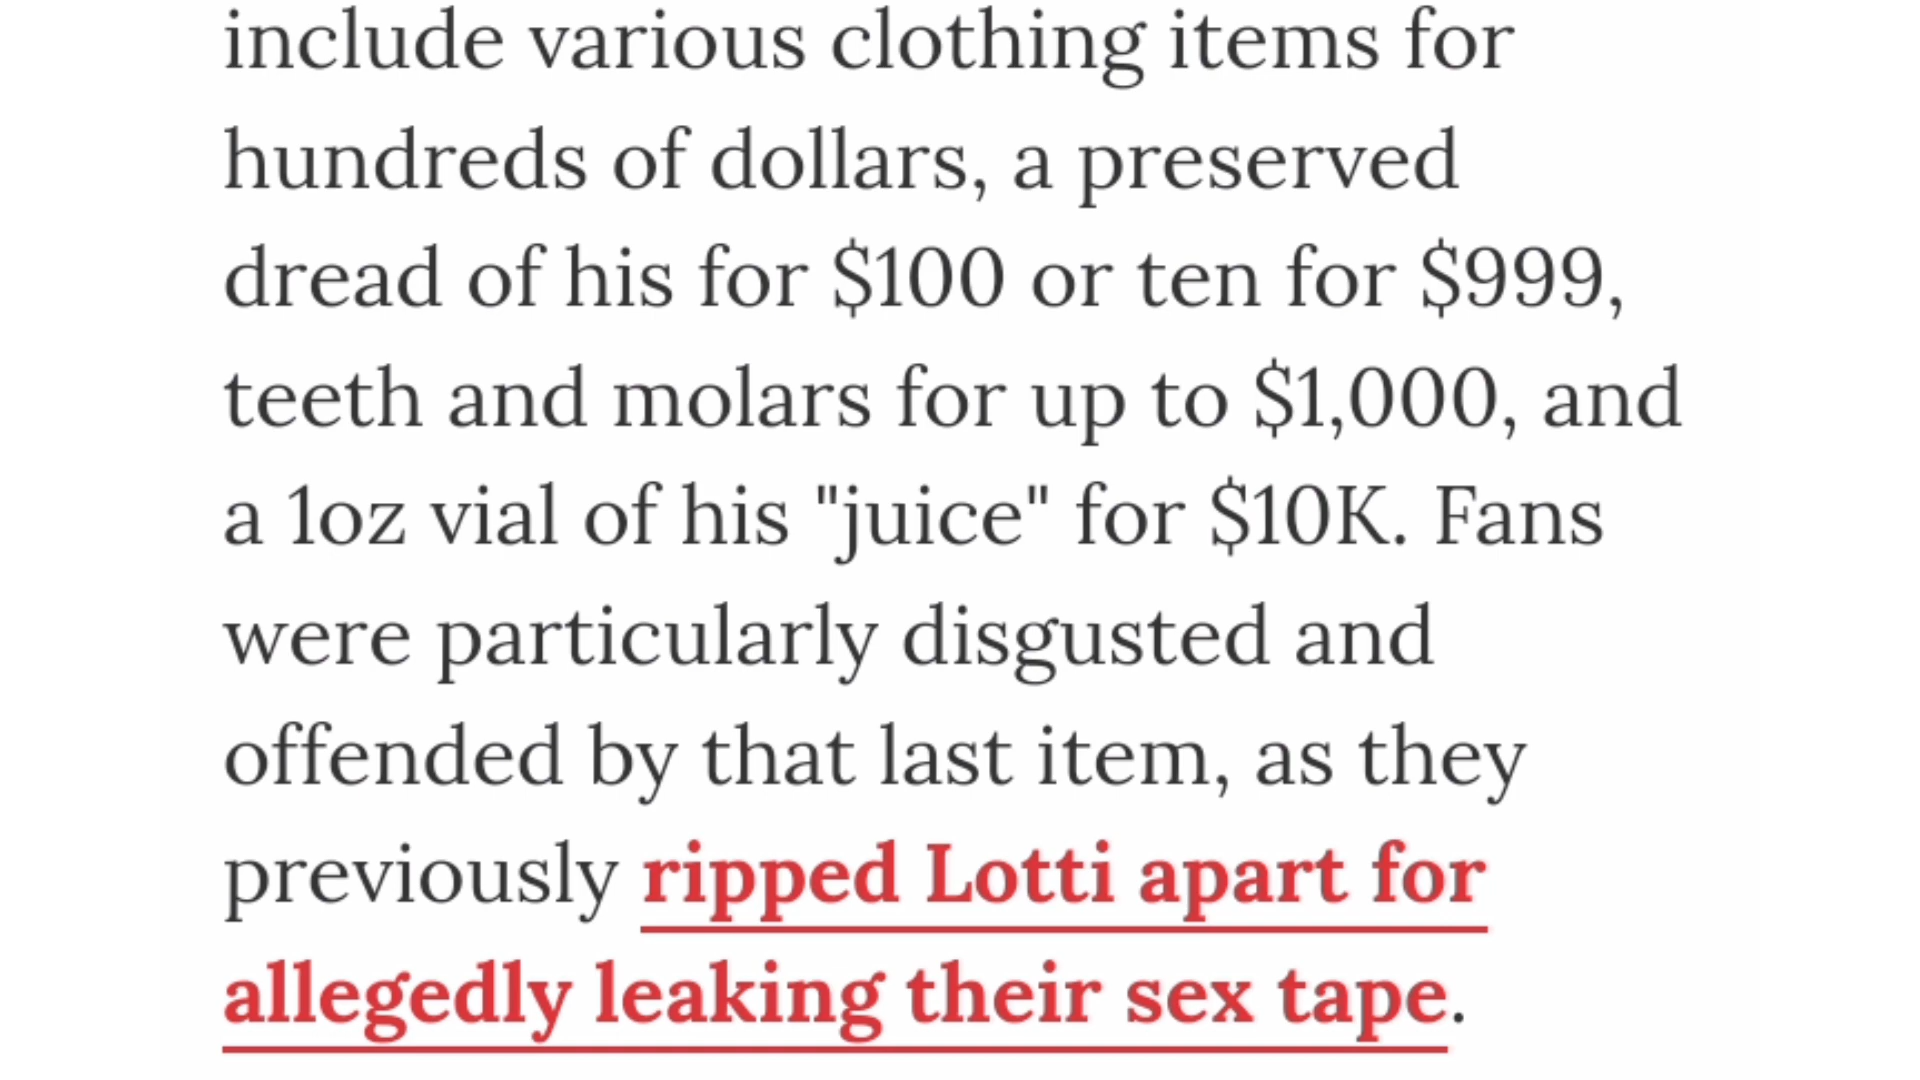 include various clothing items for
hundreds of dollars, a preserved
dread of his for $100 or ten for $999,
teeth and molars for up to $1,000, and
a 1oz vial of his "juice" for $10K. Fans
were particularly disgusted and
offended by that last item, as they
previously ripped Lotti apart for
allegedly leaking their sex tape.